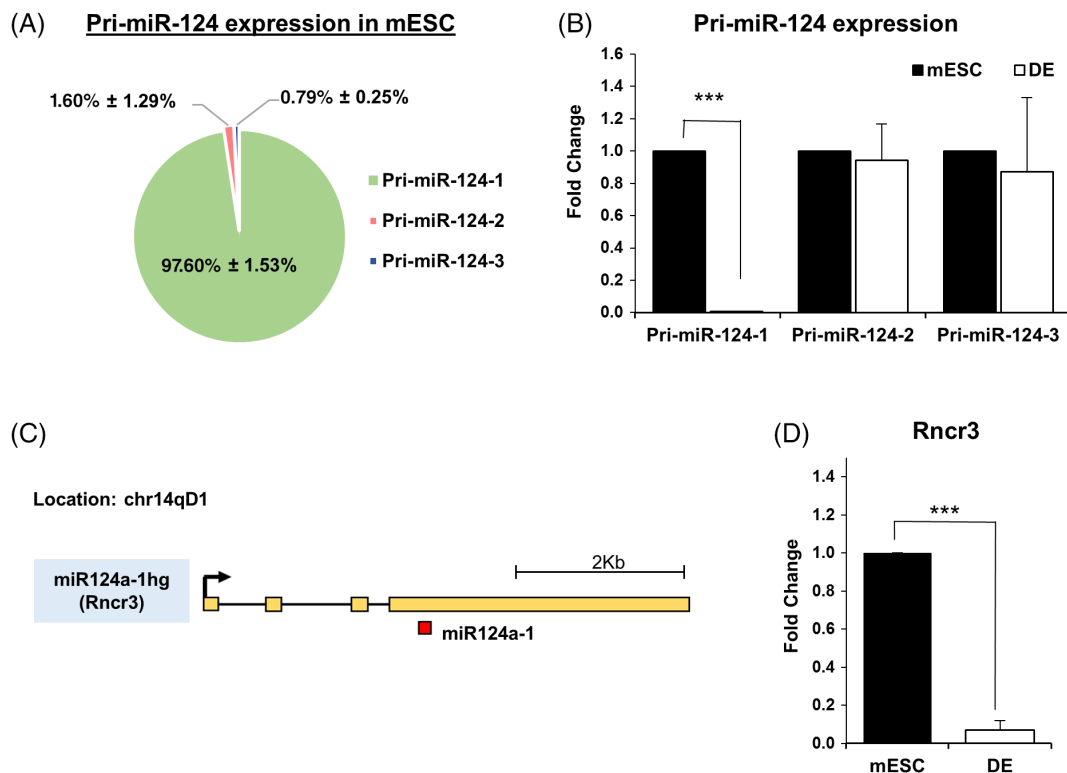 (A)
Pri-miR-124 expression in mESC
1.60% ± 1.29%
0.79% ± 0.25%
97.60% ± 1.53%
Pri-miR-124-1
Pri-miR-124-2
Pri-miR-124-3
(B)
Pri-miR-124 expression
mESC
DE
***
Fold Change
1.6
1.4
1.2
1.0
0.8
0.6
0.4
0.2
0.0
Pri-miR-124-1
Pri-miR-124-2
Pri-miR-124-3
(C)
Location: chr14qD1
miR124a-1hg
(Rncr3)
2Kb
miR124a-1
(D)
Rncr3
***
Fold Change
1.4
1.2
1.0
0.8
0.6
0.4
0.2
0.0
mESC
DE